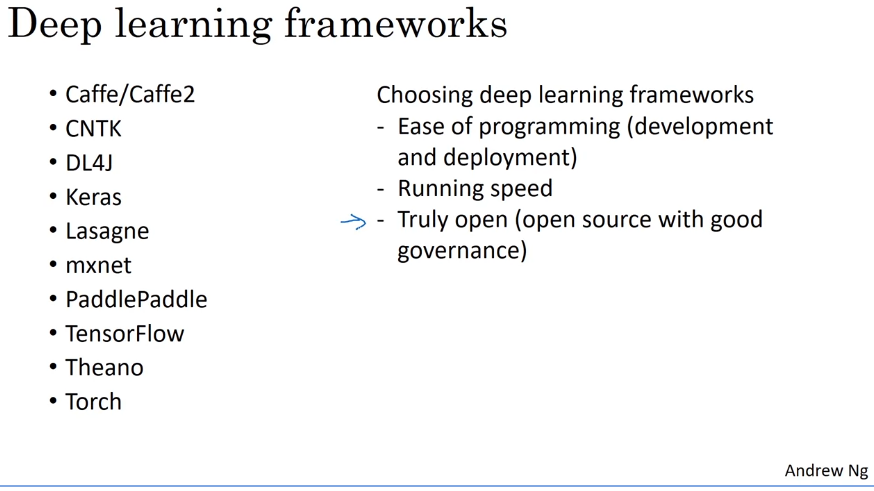 Deep learning frameworks
• Caffe/Caffe2
• CNTK
• DL4J
• Keras
• Lasagne
• mxnet
• PaddlePaddle
• TensorFlow
• Theano
• Torch
Choosing deep learning frameworks
- Ease of programming (development
and deployment)
- Running speed
- Truly open (open source with good
governance)
Andrew Ng